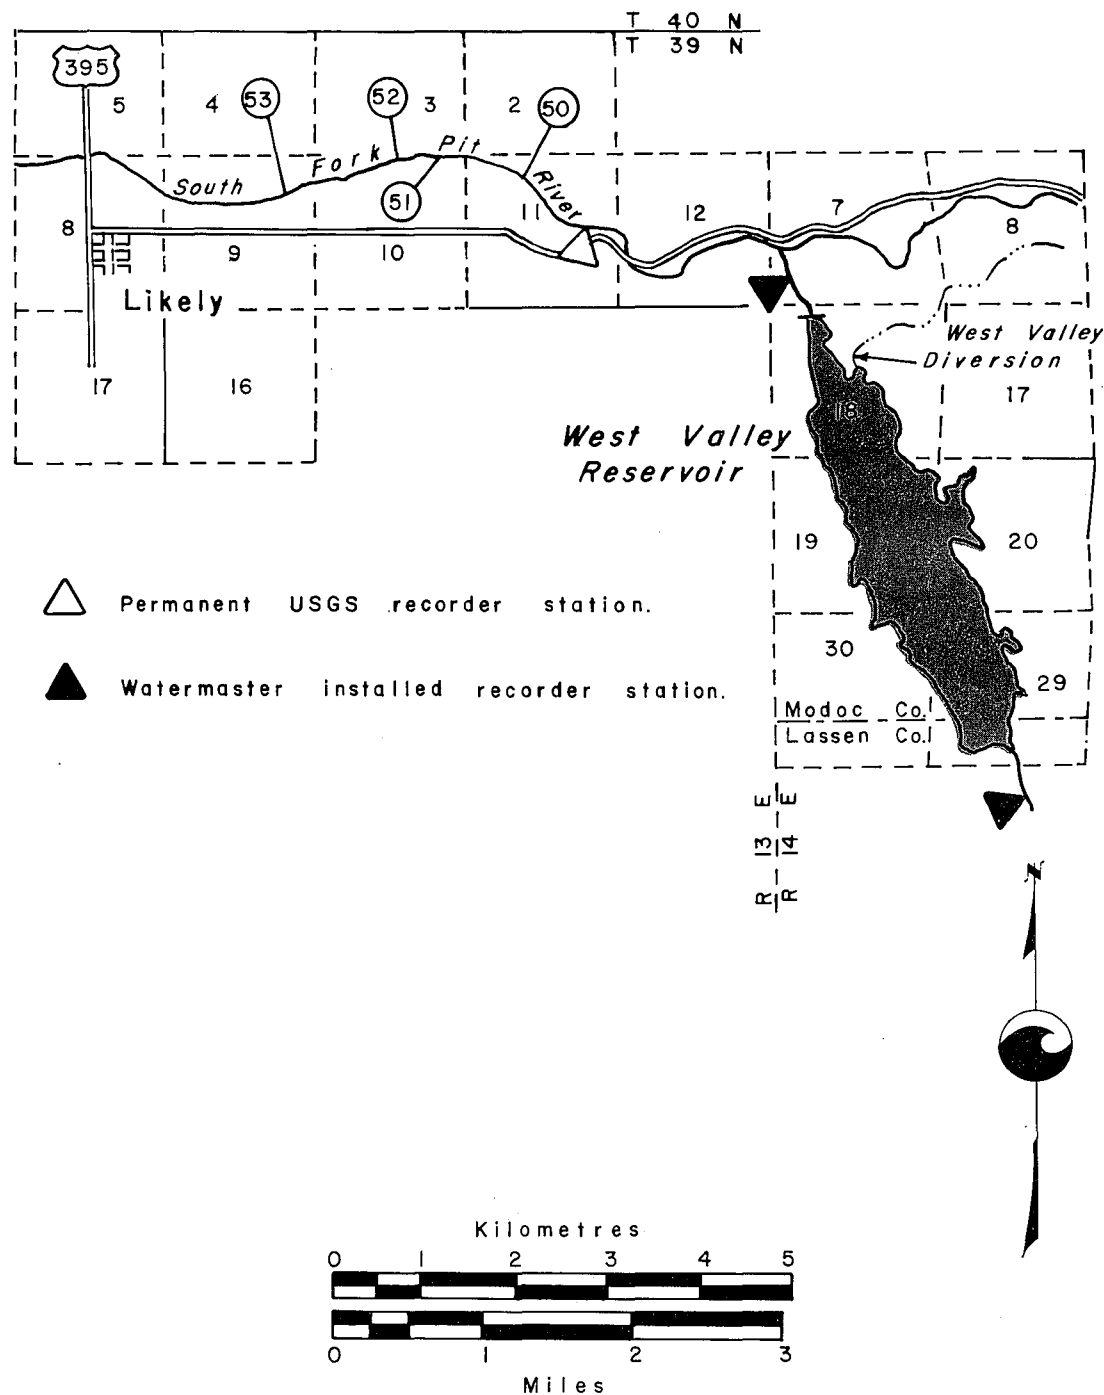 T 40 N
T 39 N
395
5
4
53
52
3
2
50
South Fork Pit River
51
8
9
10
11
12
7
8
Likely
17
16
West Valley
Diversion
18
17
West Valley
Reservoir
19
20
Permanent USGS recorder station.
30
Watermaster installed recorder station.
29
Modoc Co.
Lassen Co.
R 13 E
R 14 E
N
Kilometres
0 1 2 3 4 5
0 1 2 3
Miles